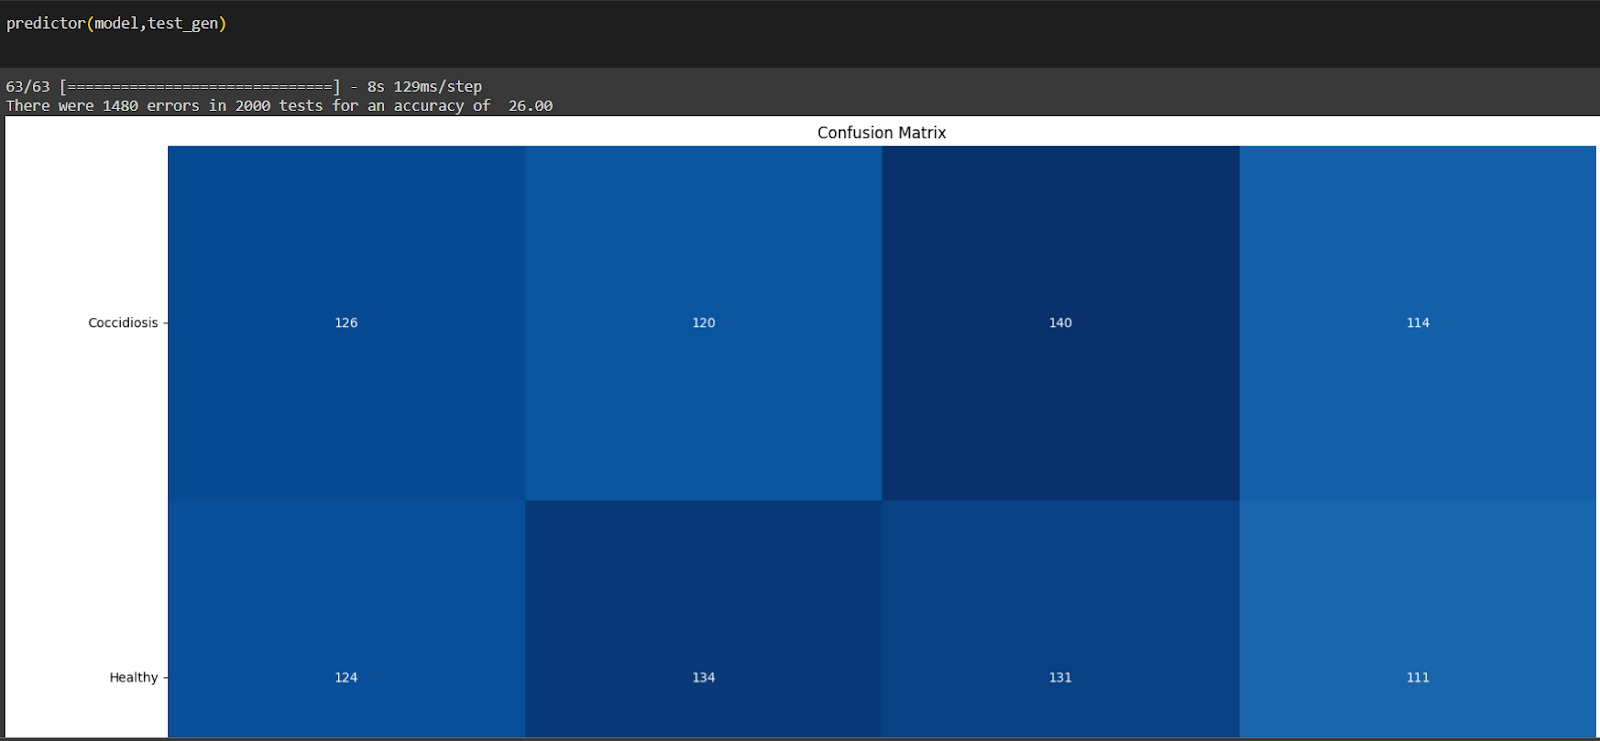 predictor(model,test_gen)
63/63 [==============================] - 8s 129ms/step
There were 1480 errors in 2000 tests for an accuracy of  26.00
Confusion Matrix
Coccidiosis 126 120 140 114
Healthy 124 134 131 111